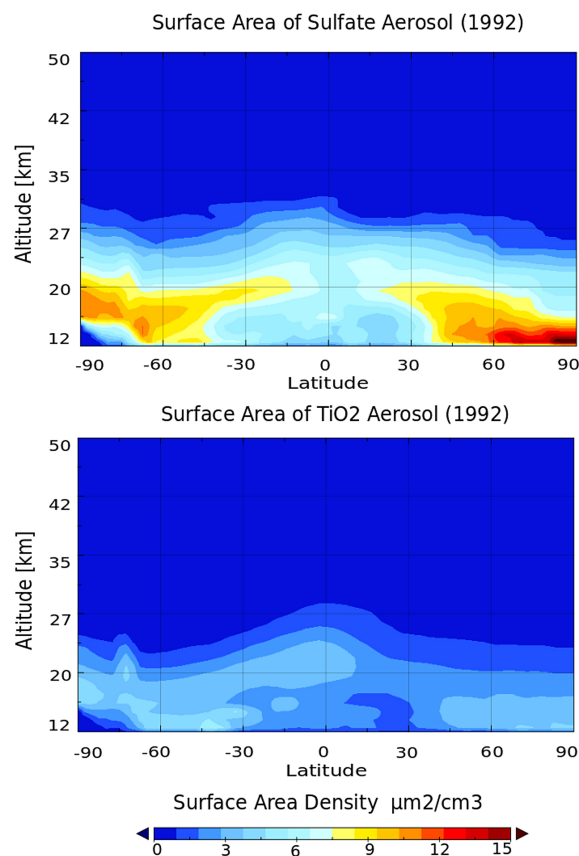 Surface Area of Sulfate Aerosol (1992)
50
42
35
27
20
12
Altitude [km]
-90 -60 -30 0 30 60 90
Latitude
Surface Area of TiO2 Aerosol (1992)
50
42
35
27
20
12
Altitude [km]
-90 -60 -30 0 30 60 90
Latitude
Surface Area Density µm2/cm3
0 3 6 9 12 15